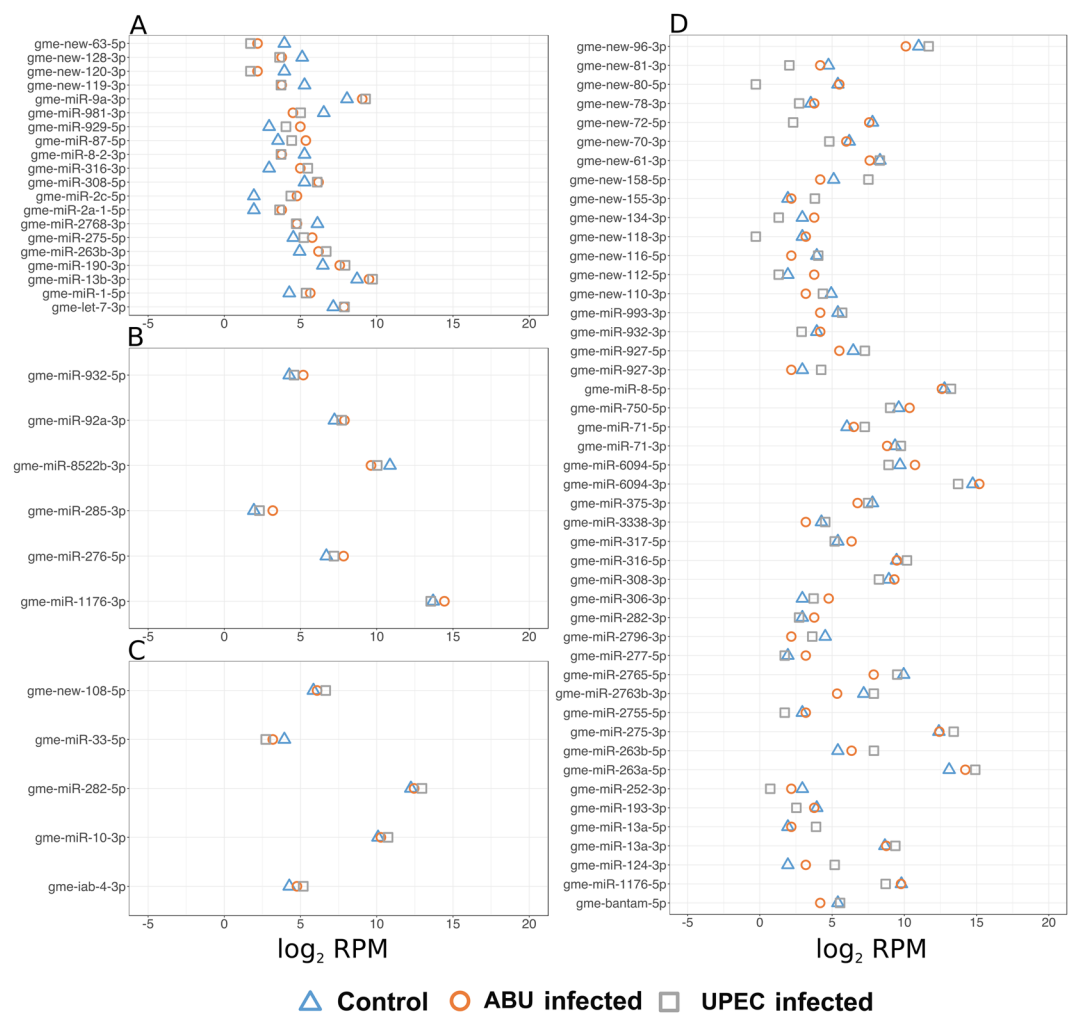 A
gme-new-63-5p
gme-new-128-3p
gme-new-120-3p
gme-new-119-3p
gme-miR-9a-3p
gme-miR-981-3p
gme-miR-929-5p
gme-miR-87-5p
gme-miR-8-2-3p
gme-miR-316-3p
gme-miR-308-5p
gme-miR-2c-5p
gme-miR-2a-1-5p
gme-miR-2768-3p
gme-miR-275-5p
gme-miR-263b-3p
gme-miR-190-3p
gme-miR-13b-3p
gme-miR-1-5p
gme-let-7-3p
-5 0 5 10 15 20
B
gme-miR-932-5p
gme-miR-92a-3p
gme-miR-8522b-3p
gme-miR-285-3p
gme-miR-276-5p
gme-miR-1176-3p
-5 0 5 10 15 20
C
gme-new-108-5p
gme-miR-33-5p
gme-miR-282-5p
gme-miR-10-3p
gme-iab-4-3p
-5 0 5 10 15 20
log2 RPM
D
gme-new-96-3p
gme-new-81-3p
gme-new-80-5p
gme-new-78-3p
gme-new-72-5p
gme-new-70-3p
gme-new-61-3p
gme-new-158-5p
gme-new-155-3p
gme-new-134-3p
gme-new-118-3p
gme-new-116-5p
gme-new-112-5p
gme-new-110-3p
gme-miR-993-3p
gme-miR-932-3p
gme-miR-927-5p
gme-miR-927-3p
gme-miR-8-5p
gme-miR-750-5p
gme-miR-71-5p
gme-miR-71-3p
gme-miR-6094-5p
gme-miR-6094-3p
gme-miR-375-3p
gme-miR-3338-3p
gme-miR-317-5p
gme-miR-316-5p
gme-miR-308-3p
gme-miR-306-3p
gme-miR-282-3p
gme-miR-2796-3p
gme-miR-277-5p
gme-miR-2765-5p
gme-miR-2763b-3p
gme-miR-2755-5p
gme-miR-275-3p
gme-miR-263b-5p
gme-miR-263a-5p
gme-miR-252-3p
gme-miR-193-3p
gme-miR-13a-5p
gme-miR-13a-3p
gme-miR-124-3p
gme-miR-1176-5p
gme-bantam-5p
-5 0 5 10 15 20
log2 RPM
Control ABU infected UPEC infected